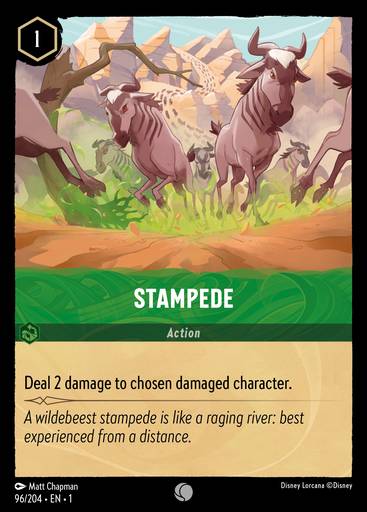 1
STAMPEDE
Action
Deal 2 damage to chosen damaged character.
A wildebeest stampede is like a raging river: best
experienced from a distance.
Matt Chapman
Disney Lorcana ©Disney
96/204 • EN • 1